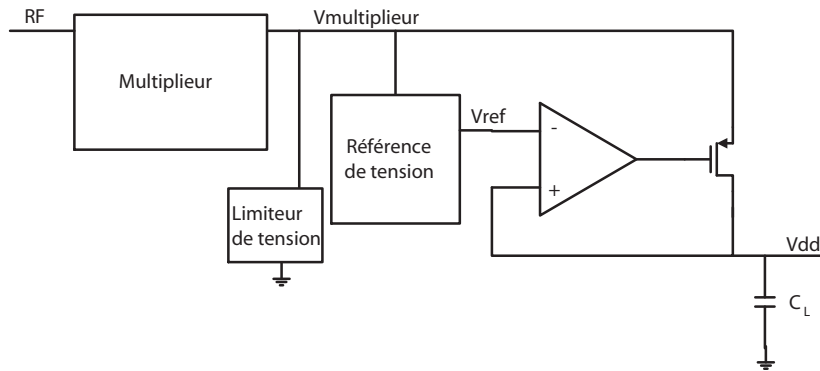 RF
Vmultiplieur
Multiplieur
Vref
-
Référence
de tension
+
Limiteur
de tension
Vdd
C L